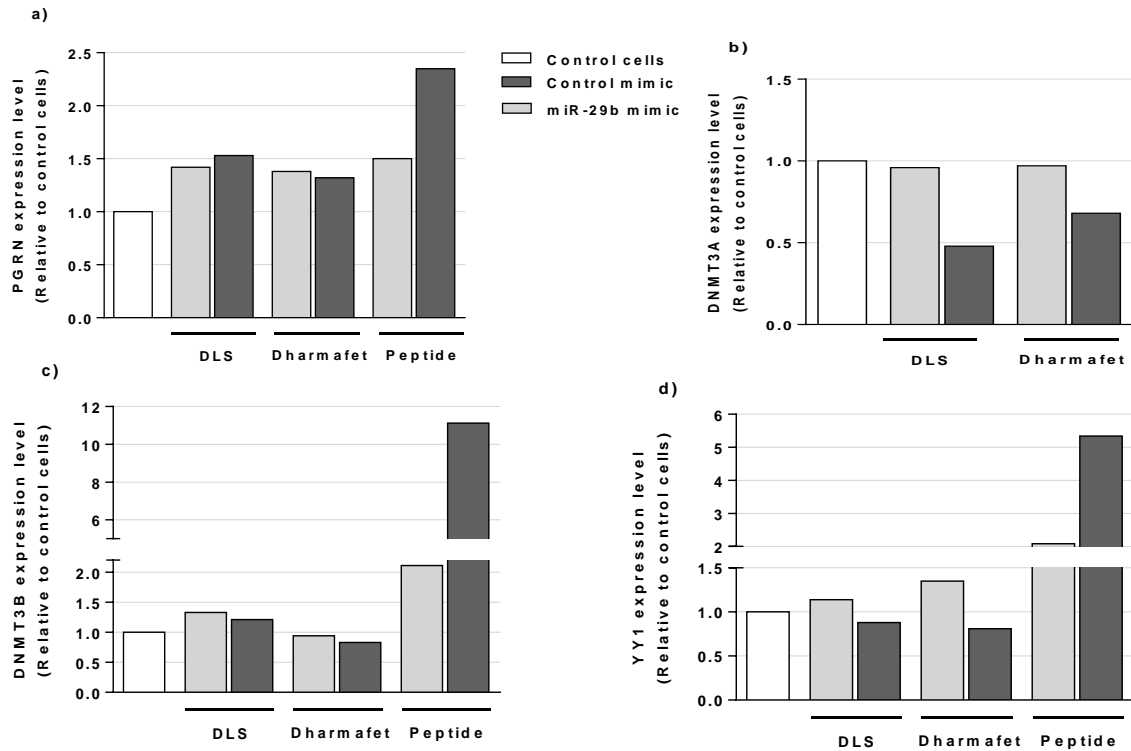 a)
PGRN expression level
(Relative to control cells)
2.5
2.0
1.5
1.0
0.5
0.0
DLS
Dharmafet
Peptide
Control cells
Control mimic
miR-29b mimic
b)
DNMT3A expression level
(Relative to control cells)
1.5
1.0
0.5
0.0
DLS
Dharmafet
c)
DNMT3B expression level
(Relative to control cells)
12
10
8
6
2.0
1.5
1.0
0.5
0.0
DLS
Dharmafet
Peptide
d)
YY1 expression level
(Relative to control cells)
6
5
4
3
2
1.5
1.0
0.5
0.0
DLS
Dharmafet
Peptide